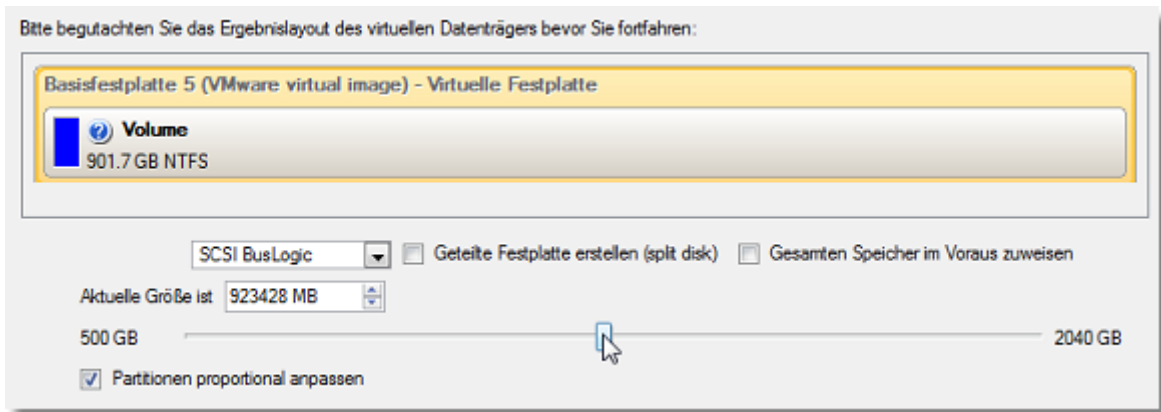 Bitte begutachten Sie das Ergebnislayout des virtuellen Datenträgers bevor Sie fortfahren:
Basisfestplatte 5 (VMware virtual image) - Virtuelle Festplatte
Volume
901.7 GB NTFS
SCSI BusLogic Geteilte Festplatte erstellen (split disk) Gesamten Speicher im Voraus zuweisen
Aktuelle Größe ist 923428 MB
500 GB 2040 GB
Partitionen proportional anpassen